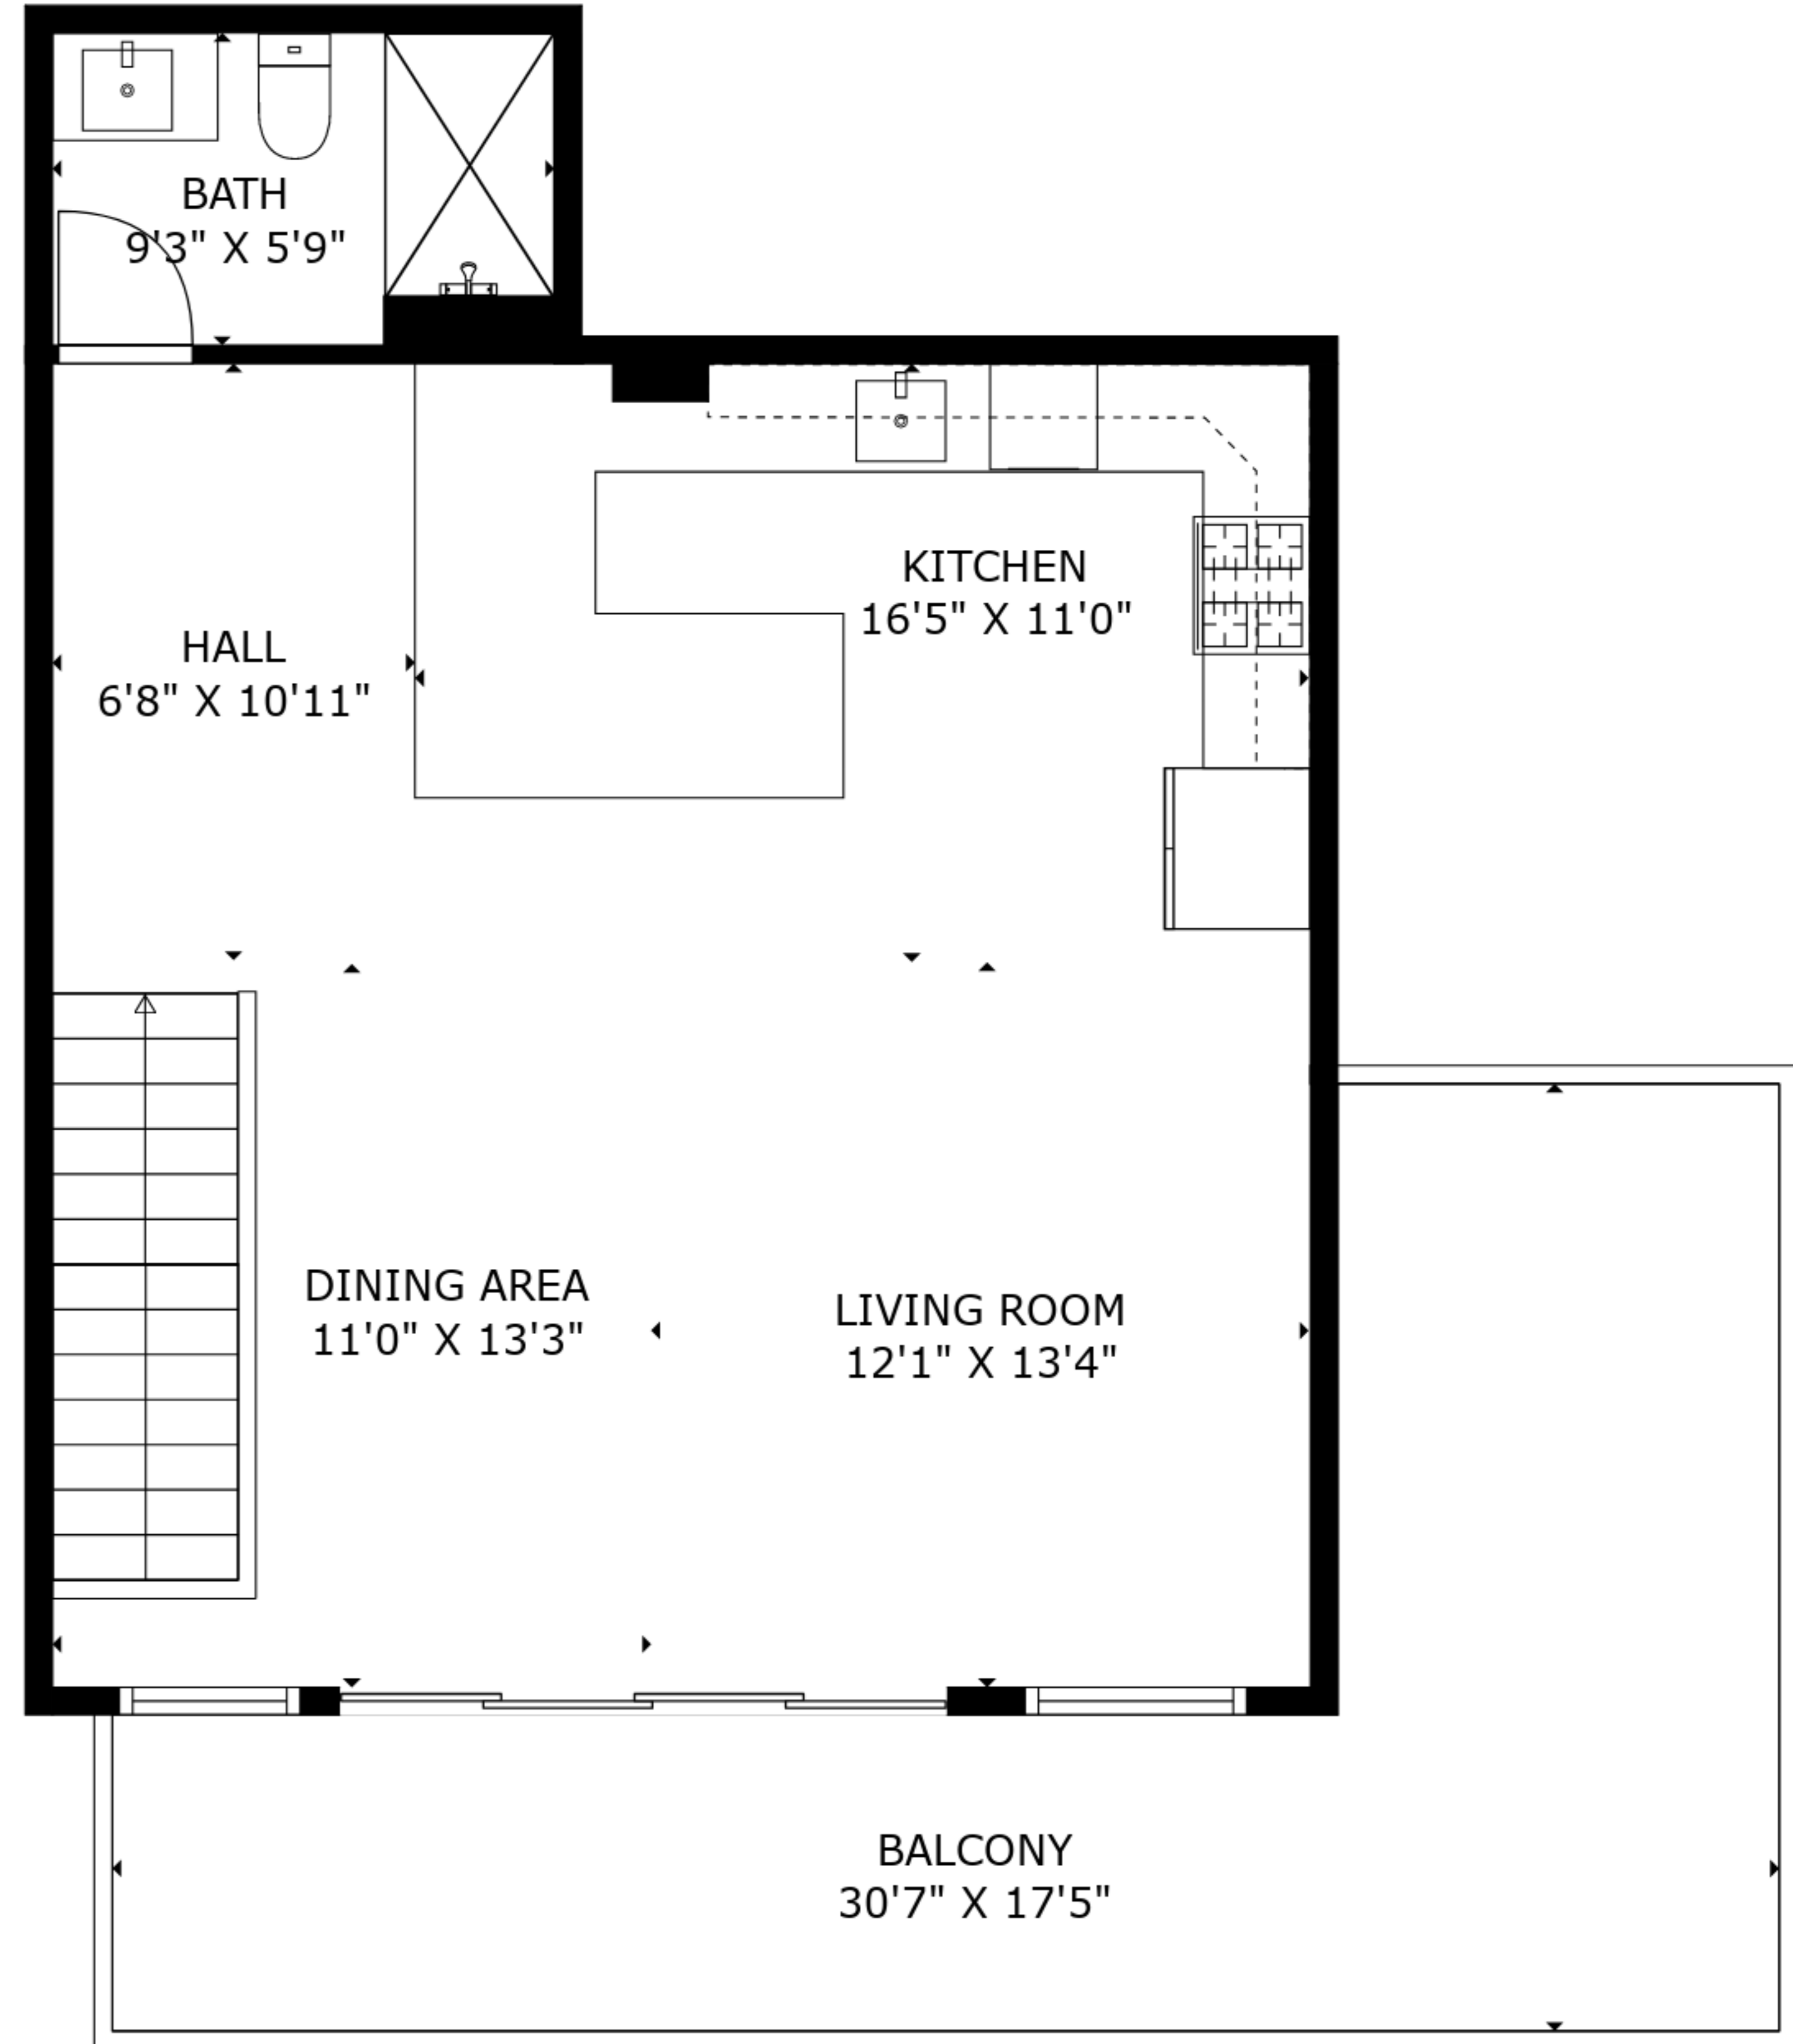 BATH
9'3" X 5'9"
KITCHEN
16'5" X 11'0"
HALL
6'8" X 10'11"
DINING AREA
11'0" X 13'3"
LIVING ROOM
12'1" X 13'4"
BALCONY
30'7" X 17'5"